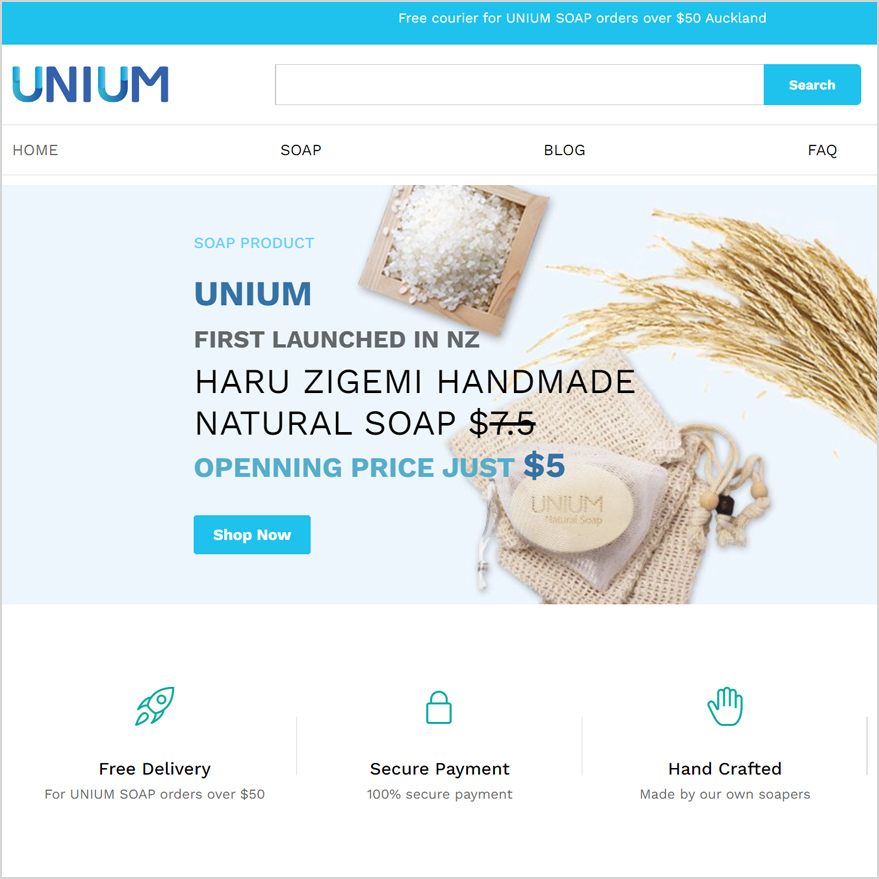 Free courier for UNIUM SOAP orders over $50 Auckland
UNIUM
Search
HOME
SOAP
BLOG
FAQ
SOAP PRODUCT
UNIUM
FIRST LAUNCHED IN NZ
HARU ZIGEMI HANDMADE
NATURAL SOAP $7.5
OPENNING PRICE JUST $5
UNIUM
Natural Soap
Shop Now
Free Delivery
For UNIUM SOAP orders over $50
Secure Payment
100% secure payment
Hand Crafted
Made by our own soapers